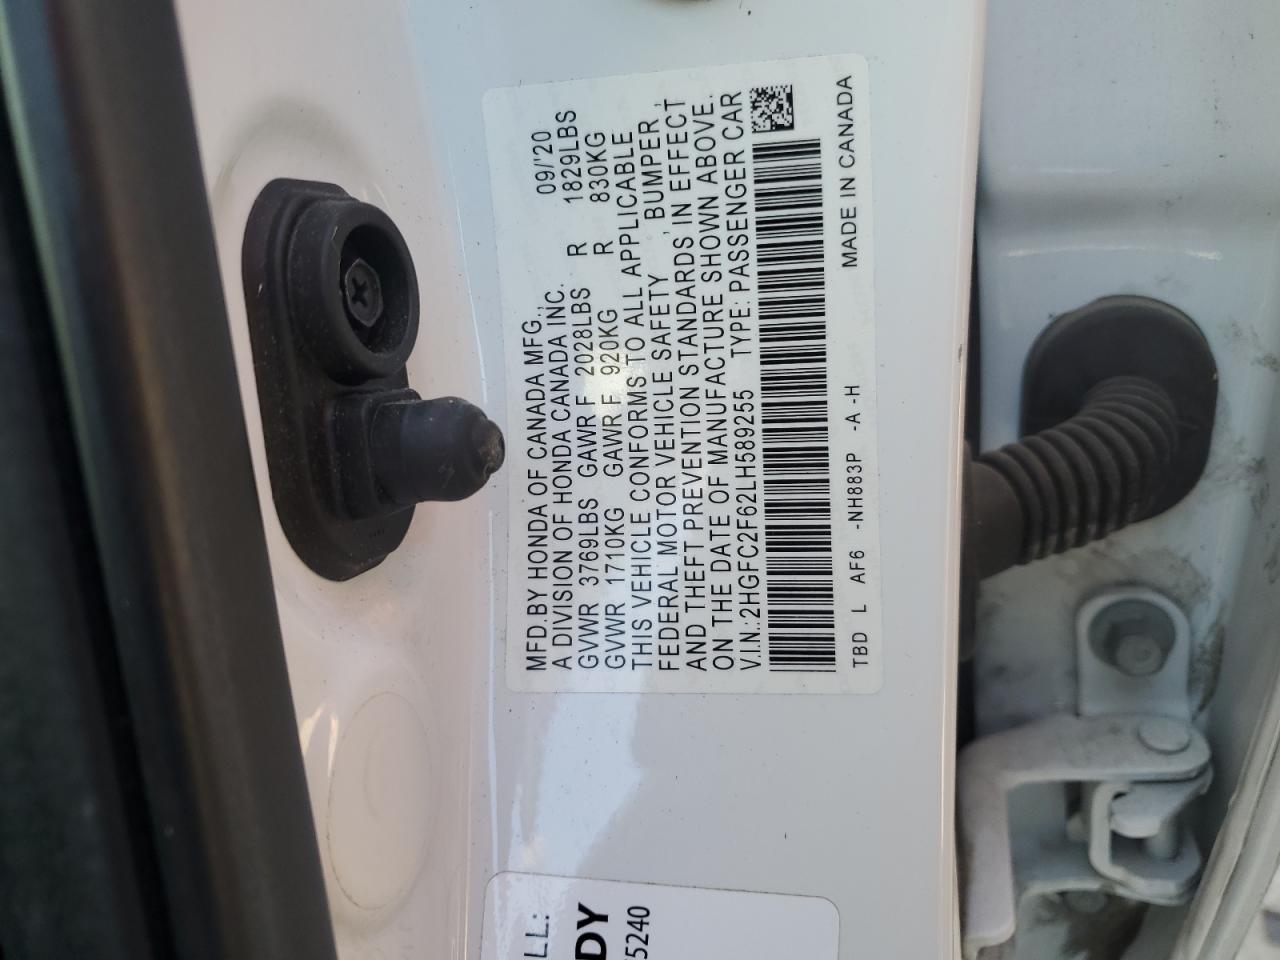 MFD.BY HONDA OF CANADA MFG., 09/'20
A DIVISION OF HONDA CANADA INC.
GVWR 3769LBS GAWR F 2028LBS R 1829LBS
GVWR 1710KG GAWR F 920KG R 830KG
THIS VEHICLE CONFORMS TO ALL APPLICABLE
FEDERAL MOTOR VEHICLE SAFETY, BUMPER,
AND THEFT PREVENTION STANDARDS, IN EFFECT
ON THE DATE OF MANUFACTURE SHOWN ABOVE.
V.I.N.:2HGFC2F62LH589255 TYPE: PASSENGER CAR
TBD L AF6 -NH883P -A -H MADE IN CANADA
LL:
DY
5240